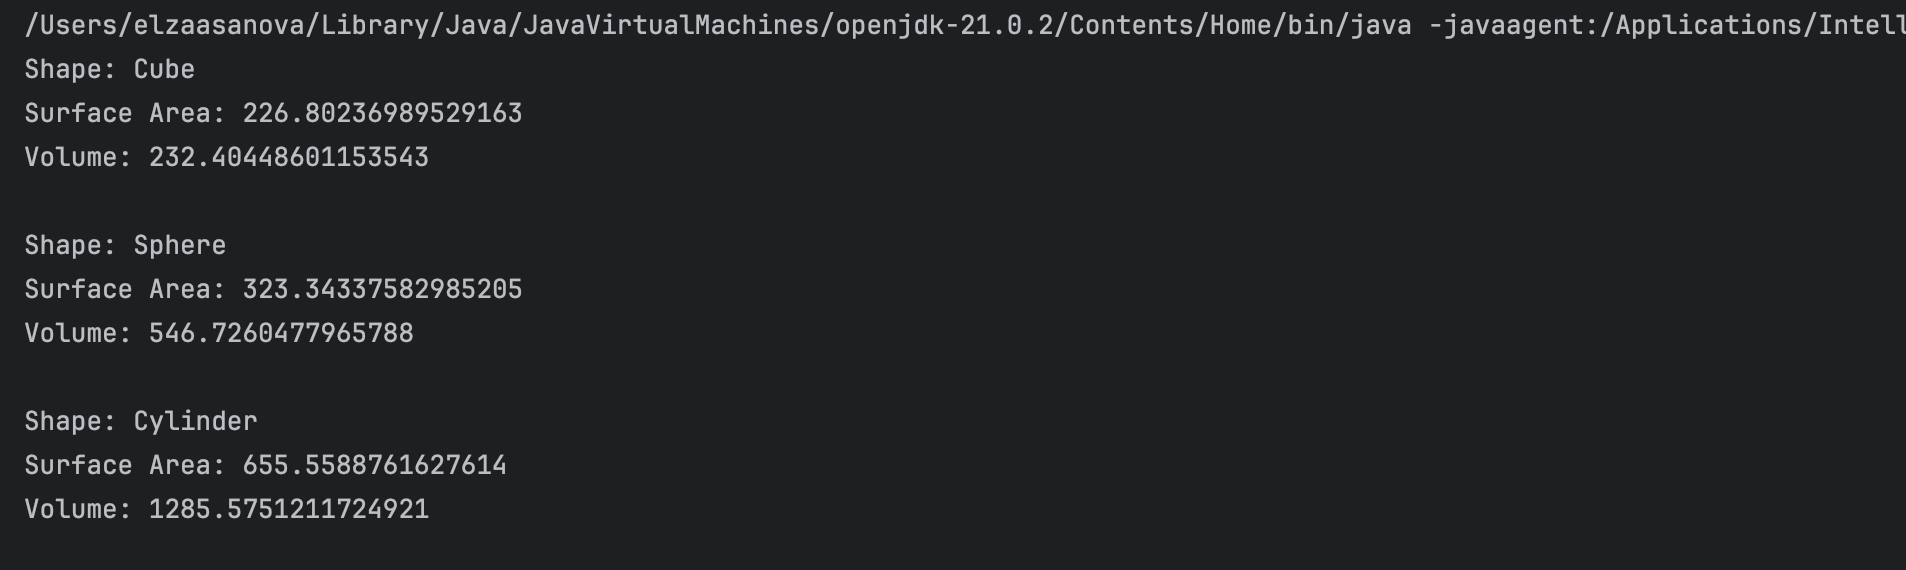 /Users/elzaasanova/Library/Java/JavaVirtualMachines/openjdk-21.0.2/Contents/Home/bin/java -javaagent:/Applications/Intell
Shape: Cube
Surface Area: 226.80236989529163
Volume: 232.40448601153543
Shape: Sphere
Surface Area: 323.34337582985205
Volume: 546.7260477965788
Shape: Cylinder
Surface Area: 655.5588761627614
Volume: 1285.5751211724921